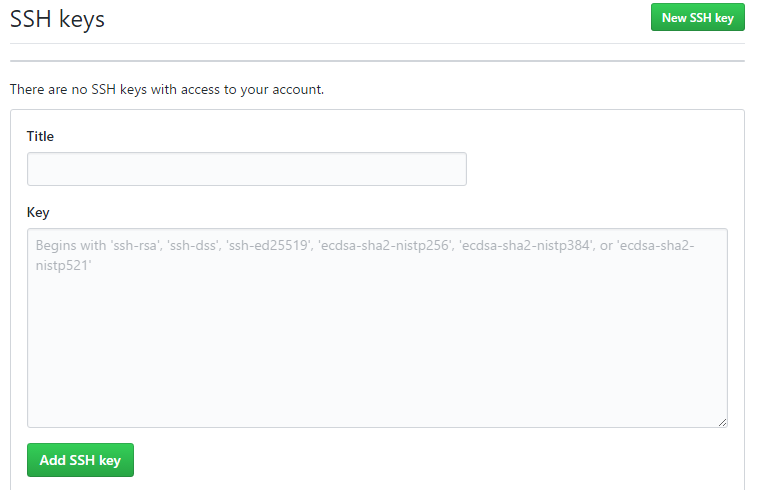 SSH keys
New SSH key
There are no SSH keys with access to your account.
Title
Key
Begins with 'ssh-rsa', 'ssh-dss', 'ssh-ed25519', 'ecdsa-sha2-nistp256', 'ecdsa-sha2-nistp384', or 'ecdsa-sha2-
nistp521'
Add SSH key